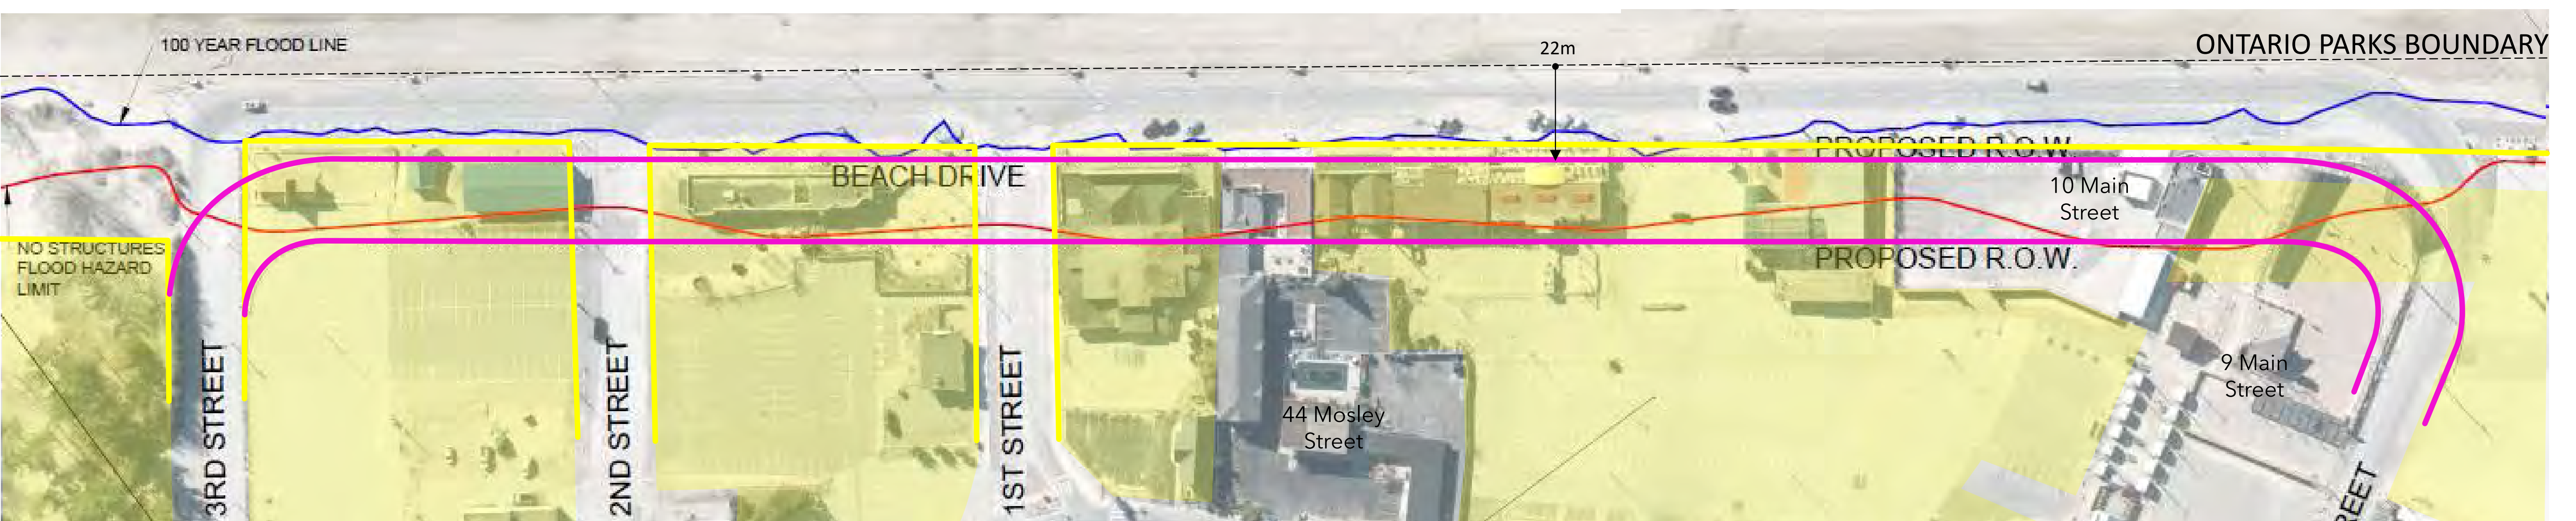 100 YEAR FLOOD LINE
22m
ONTARIO PARKS BOUNDARY
PROPOSED R.O.W.
BEACH DRIVE
10 Main
Street
NO STRUCTURES
FLOOD HAZARD
LIMIT
PROPOSED R.O.W.
3RD STREET
2ND STREET
1ST STREET
44 Mosley
Street
9 Main
Street